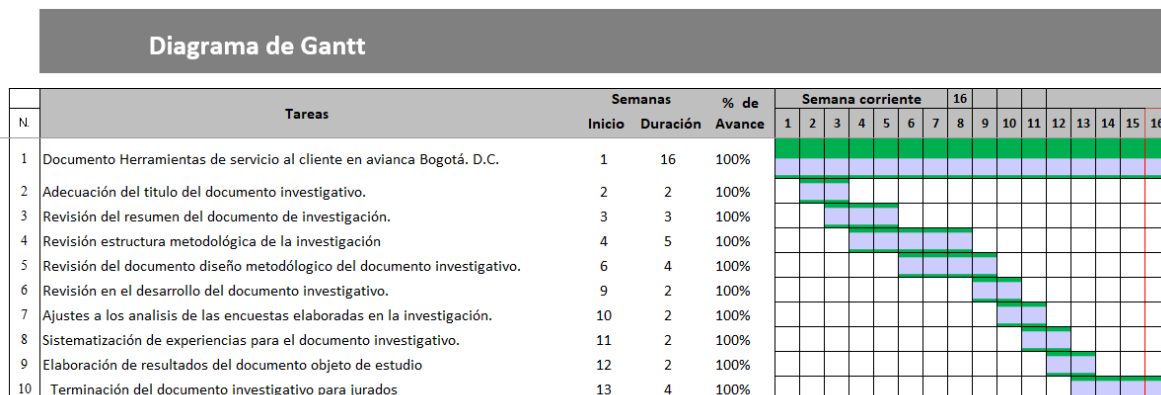 Diagrama de Gantt
Semanas % de Semana corriente 16
N. Tareas Inicio Duración Avance 1 2 3 4 5 6 7 8 9 10 11 12 13 14 15 16
1 Documento Herramientas de servicio al cliente en avianca Bogotá. D.C. 1 16 100%
2 Adecuación del titulo del documento investigativo. 2 2 100%
3 Revisión del resumen del documento de investigación. 3 3 100%
4 Revisión estructura metodológica de la investigación 4 5 100%
5 Revisión del documento diseño metodólogico del documento investigativo. 6 4 100%
6 Revisión en el desarrollo del documento investigativo. 9 2 100%
7 Ajustes a los analisis de las encuestas elaboradas en la investigación. 10 2 100%
8 Sistematización de experiencias para el documento investigativo. 11 2 100%
9 Elaboración de resultados del documento objeto de estudio 12 2 100%
10 Terminación del documento investigativo para jurados 13 4 100%